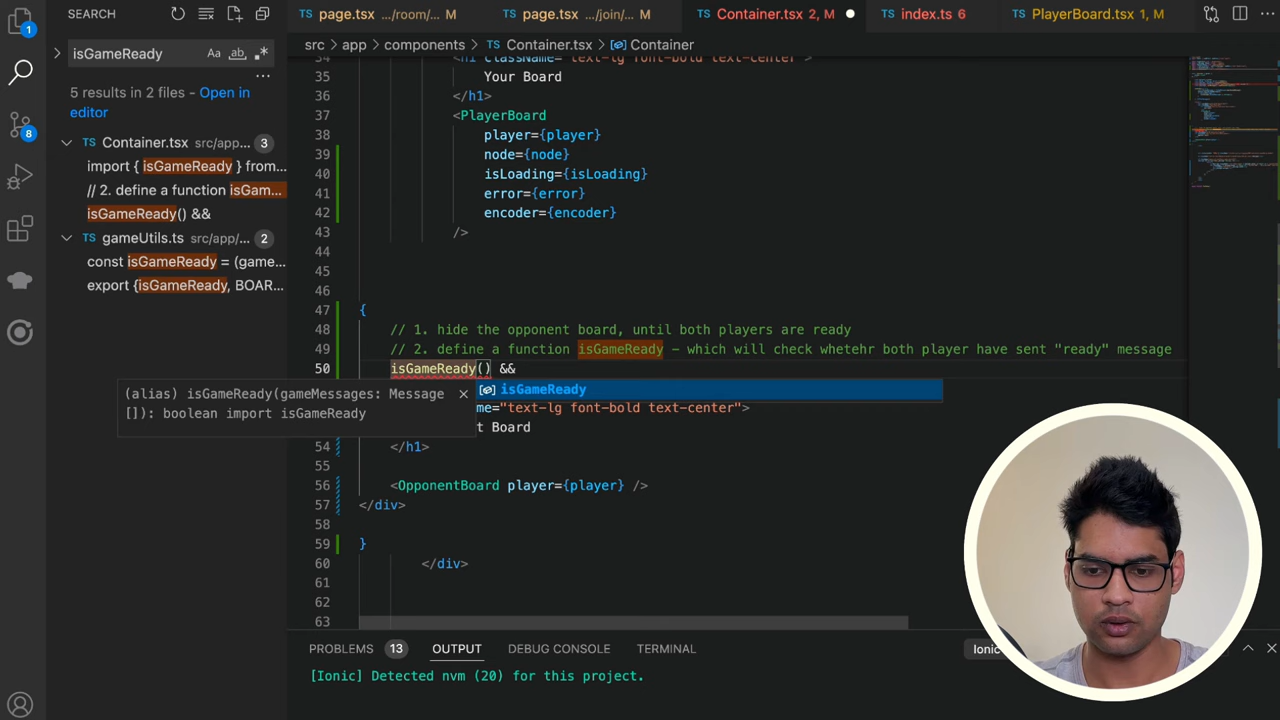 SEARCH
page.tsx .../room/... M
page.tsx .../join/... M
Container.tsx 2, M
index.ts 6
PlayerBoard.tsx 1, M
1
isGameReady
Aa ab
5 results in 2 files - Open in
editor
Container.tsx src/app/... 3
import { isGameReady } from...
// 2. define a function isGam...
isGameReady() &&
gameUtils.ts src/app/... 2
const isGameReady = (game...
export {isGameReady, BOAR...
8
src > app > components > Container.tsx > Container
34 <h1 className="text-lg font-bold text-center">
35 Your Board
36 </h1>
37 <PlayerBoard
38 player={player}
39 node={node}
40 isLoading={isLoading}
41 error={error}
42 encoder={encoder}
43 />
44
45
46
47 {
48 // 1. hide the opponent board, until both players are ready
49 // 2. define a function isGameReady - which will check whetehr both player have sent "ready" message
50 isGameReady() &&
isGameReady
(alias) isGameReady(gameMessages: Message
[]): boolean import isGameReady
me="text-lg font-bold text-center">
t Board
54 </h1>
55
56 <OpponentBoard player={player} />
57 </div>
58
59 }
60 </div>
61
62
63
PROBLEMS 13 OUTPUT DEBUG CONSOLE TERMINAL Ionic
[Ionic] Detected nvm (20) for this project.